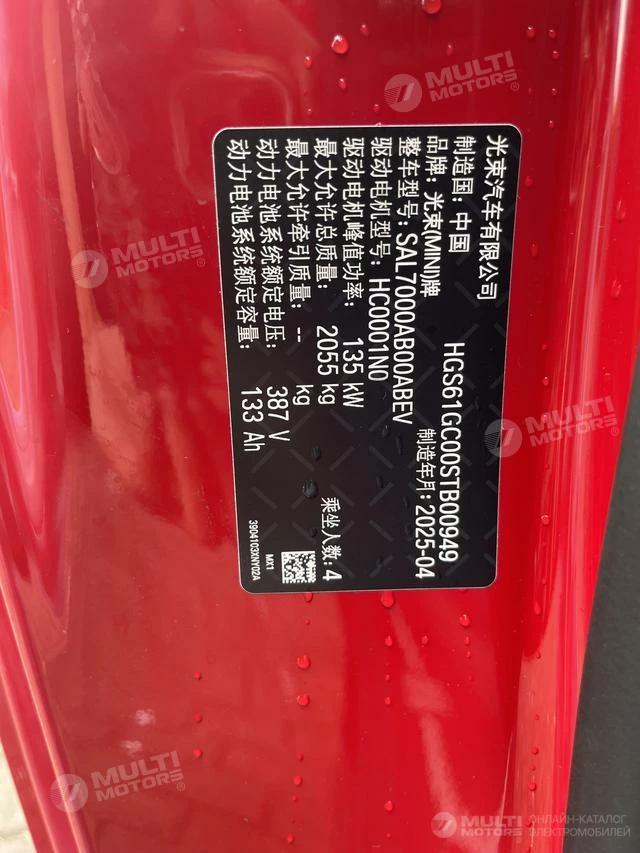 光束汽车有限公司
制造国: 中国
HGS61GC00STB00949
品牌: 光束(MINI)牌
制造年月: 2025-04
整车型号: SAL7000AB00ABEV
驱动电机型号: HC0001N0
驱动电机峰值功率: 135 kW
乘坐人数: 4
最大允许总质量: 2055 kg
最大允许牵引质量: -- kg
动力电池系统额定电压: 387 V
动力电池系统额定容量: 133 Ah
MX1
3904103XNY02A
MULTI MOTORS®
MULTI MOTORS®
MULTI MOTORS®
MULTI MOTORS®
MULTI MOTORS®
MULTI MOTORS
ОНЛАЙН-КАТАЛОГ
ЭЛЕКТРОМОБИЛЕЙ